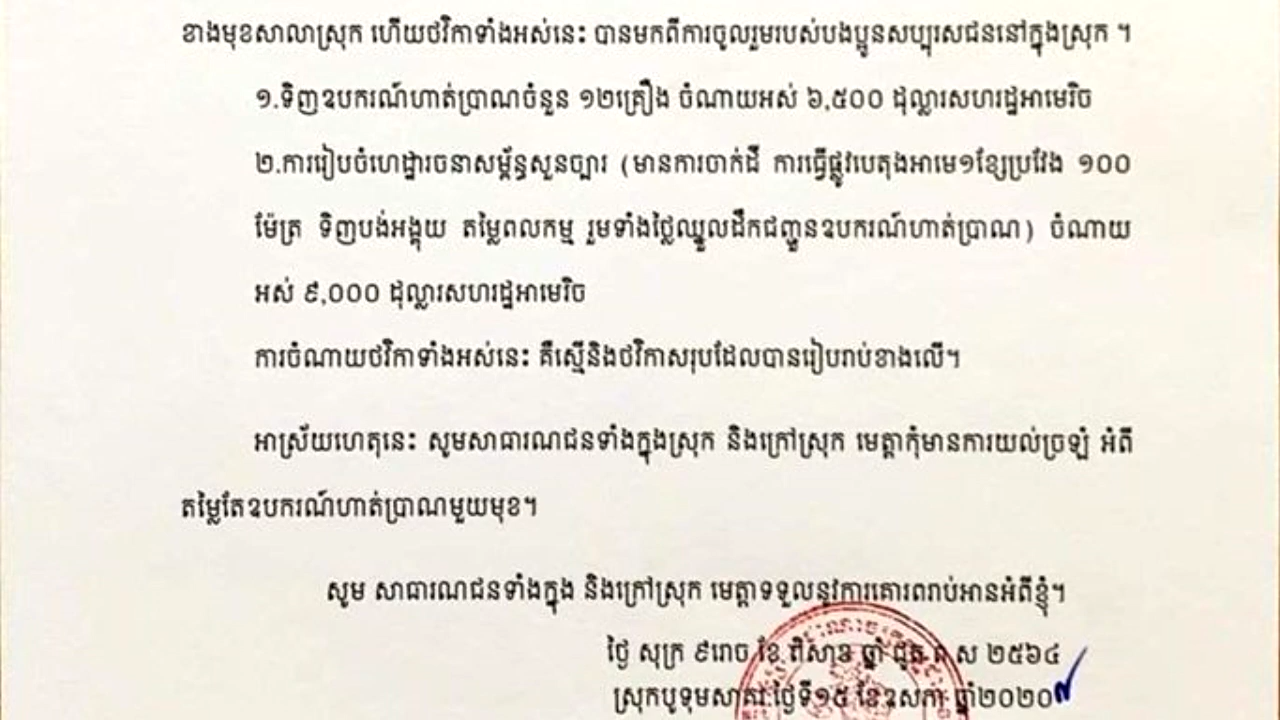 ខាងមុខសាលាស្រុក ហើយថវិកាទាំងអស់នេះ បានមកពីការចូលរួមរបស់បងប្អូនសប្បុរសជននៅក្នុងស្រុក ។
១.ទិញឧបករណ៍ហាត់ប្រាណចំនួន ១២គ្រឿង ចំណាយអស់ ៦,៥០០ ដុល្លារសហរដ្ឋអាមេរិច
២.ការរៀបចំហេដ្ឋារចនាសម្ព័ន្ធសួនច្បារ (មានការចាក់ដី ការធ្វើផ្លូវបេតុងអាមេ១ខ្សែប្រវែង ១០០
ម៉ែត្រ ទិញបង់អង្គុយ តម្លៃពលកម្ម រួមទាំងថ្លៃឈ្នួលដឹកជញ្ជូនឧបករណ៍ហាត់ប្រាណ) ចំណាយ
អស់ ៩,០០០ ដុល្លារសហរដ្ឋអាមេរិច
ការចំណាយថវិកាទាំងអស់នេះ គឺស្មើនិងថវិកាសរុបដែលបានរៀបរាប់ខាងលើ។
អាស្រ័យហេតុនេះ សូមសាធារណជនទាំងក្នុងស្រុក និងក្រៅស្រុក មេត្តាកុំមានការយល់ច្រឡំ អំពី
តម្លៃតែឧបករណ៍ហាត់ប្រាណមួយមុខ។
សូម សាធារណជនទាំងក្នុង និងក្រៅស្រុក មេត្តាទទួលនូវការគោរពរាប់អានអំពីខ្ញុំ។
ថ្ងៃ សុក្រ ៩រោច ខែ ពិសាខ ឆ្នាំ ជូត ព ស ២៥៦៤
ស្រុកបូទុមសាគរ ថ្ងៃទី១៥ ខែឧសភា ឆ្នាំ២០២០